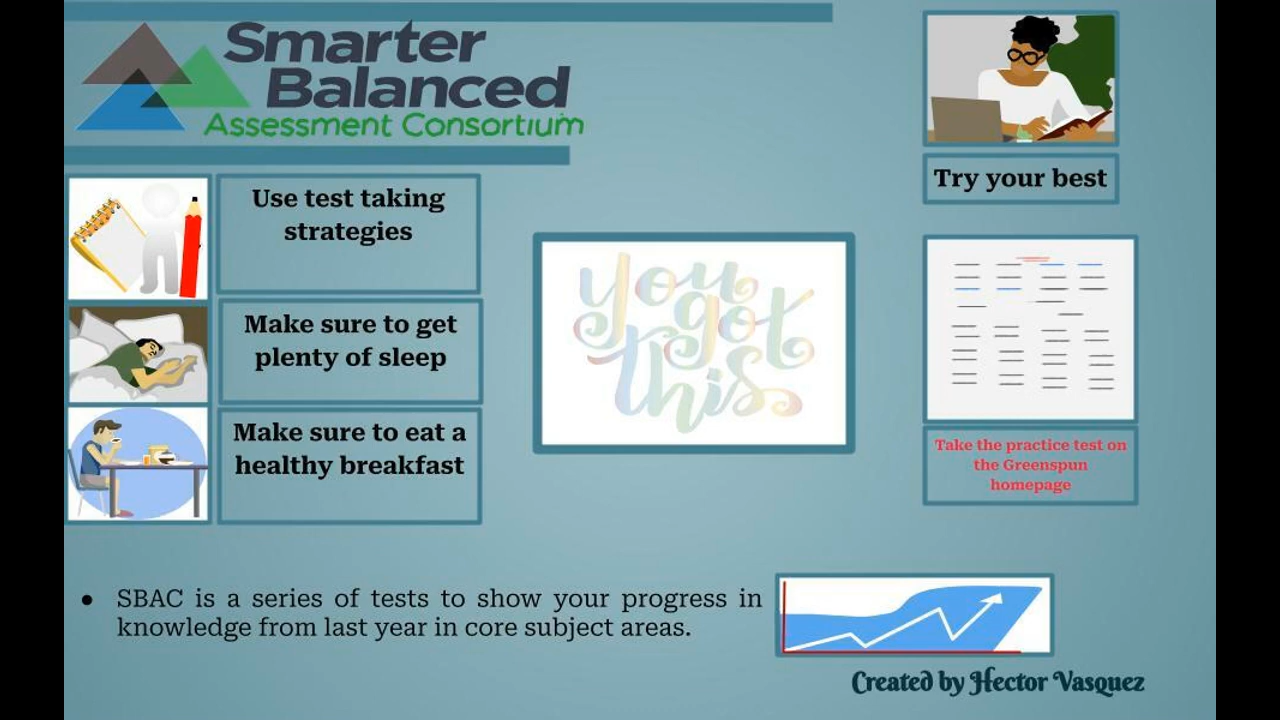 Smarter
Balanced
Assessment Consortium
Use test taking
strategies
Make sure to get
plenty of sleep
Make sure to eat a
healthy breakfast
you
got
this
Try your best
Take the practice test on
the Greenspun
homepage
● SBAC is a series of tests to show your progress in
knowledge from last year in core subject areas.
Created by Hector Vasquez